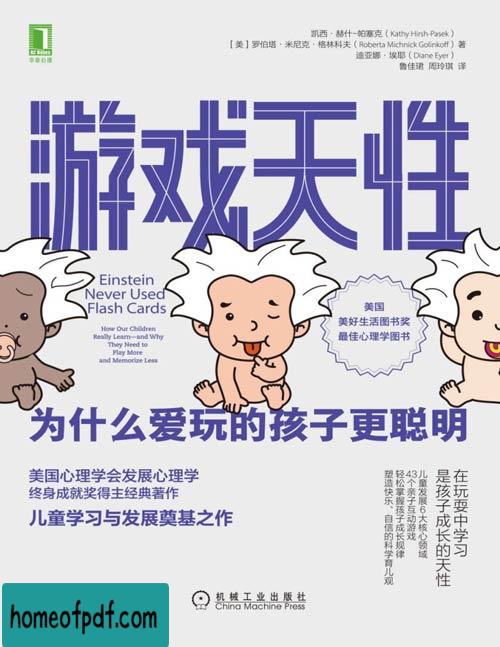 凯西·赫什-帕塞克（Kathy Hirsh-Pasek）
［美］罗伯塔·米尼克·格林科夫（Roberta Michnick Golinkoff）著
迪亚娜·埃耶（Diane Eyer）
鲁佳珺 周玲琪 译
华章心理
游戏天性
Einstein
Never Used
Flash Cards
How Our Children
Really Learn—and Why
They Need to
Play More
and Memorize Less
美国
美好生活图书奖
最佳心理学图书
为什么爱玩的孩子更聪明
美国心理学会发展心理学
终身成就奖得主经典著作
儿童学习与发展奠基之作
在玩耍中学习
是孩子成长的天性
儿童发展6大核心领域
43个亲子互动游戏
轻松掌握孩子成长规律
塑造快乐、自信的科学育儿观
机械工业出版社
China Machine Press
homeofpdf.com